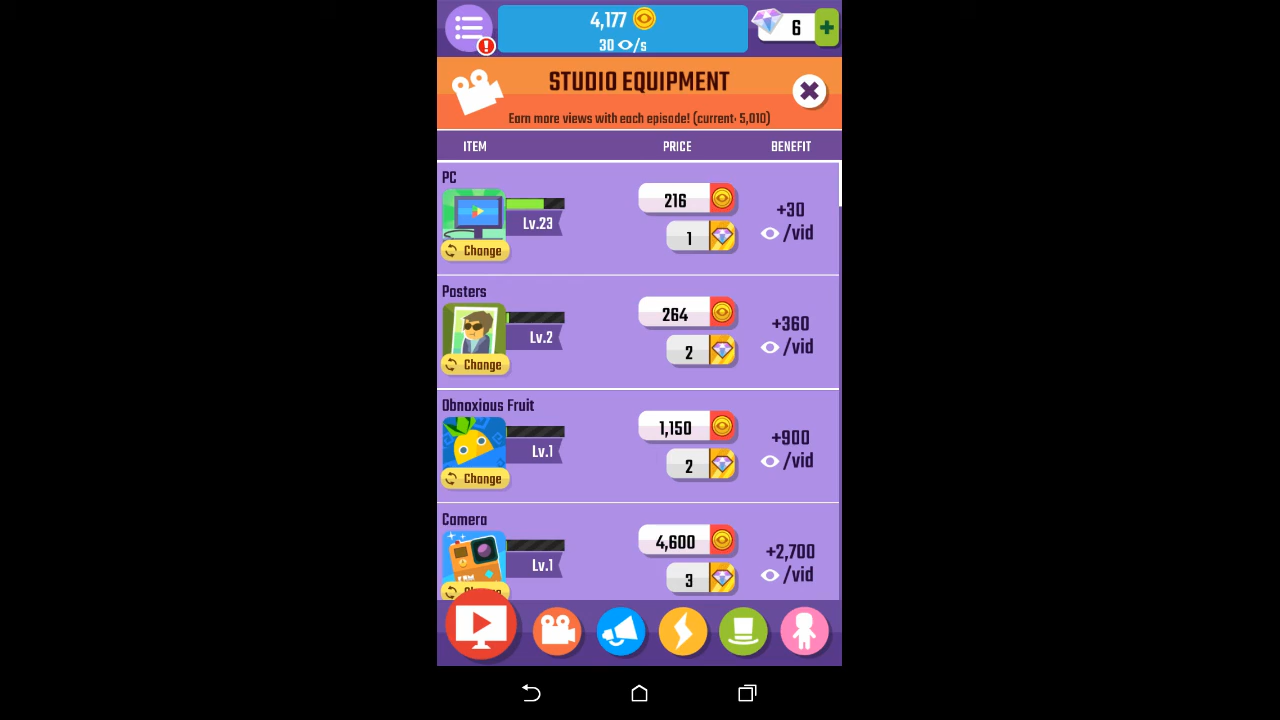 4,177
30 /s
6
!
STUDIO EQUIPMENT
Earn more views with each episode! (current: 5,010)
ITEM PRICE BENEFIT
PC
216
+30
Lv.23
1
/vid
Change
Posters
264
+360
Lv.2
2
/vid
Change
Obnoxious Fruit
1,150
+900
Lv.1
2
/vid
Change
Camera
4,600
+2,700
Lv.1
3
/vid